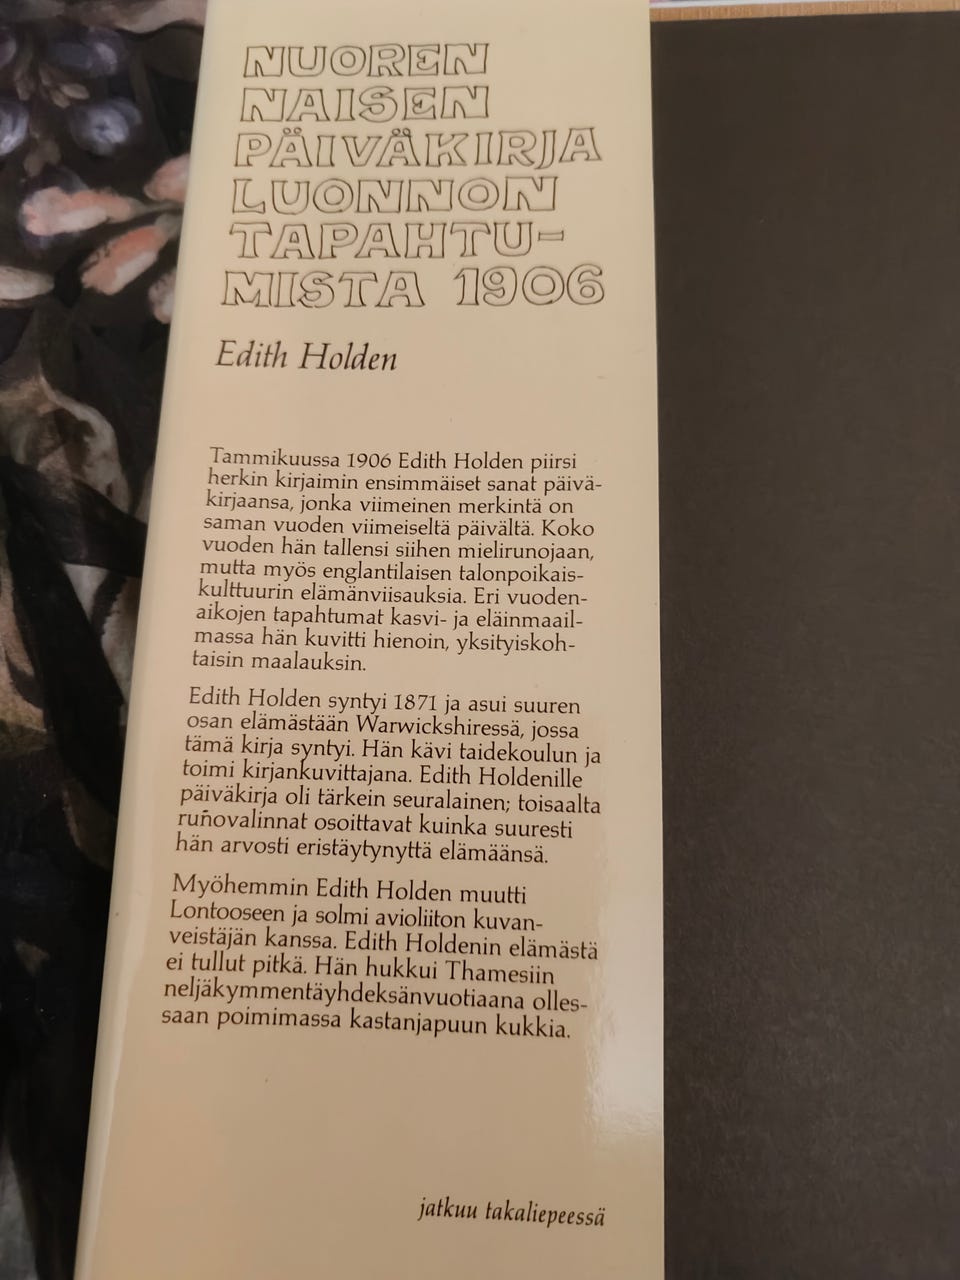 NUOREN
NAISEN
PÄIVÄKIRJA
LUONNON
TAPAHTU-
MISTA 1906
Edith Holden
Tammikuussa 1906 Edith Holden piirsi
herkin kirjaimin ensimmäiset sanat päivä-
kirjaansa, jonka viimeinen merkintä on
saman vuoden viimeiseltä päivältä. Koko
vuoden hän tallensi siihen mielirunojaan,
mutta myös englantilaisen talonpoikais-
kulttuurin elämänviisauksia. Eri vuoden-
aikojen tapahtumat kasvi- ja eläinmaail-
massa hän kuvitti hienoin, yksityiskoh-
taisin maalauksin.
Edith Holden syntyi 1871 ja asui suuren
osan elämästään Warwickshiressä, jossa
tämä kirja syntyi. Hän kävi taidekoulun ja
toimi kirjankuvittajana. Edith Holdenille
päiväkirja oli tärkein seuralainen; toisaalta
runovalinnat osoittavat kuinka suuresti
hän arvosti eristäytynyttä elämäänsä.
Myöhemmin Edith Holden muutti
Lontooseen ja solmi avioliiton kuvan-
veistäjän kanssa. Edith Holdenin elämästä
ei tullut pitkä. Hän hukkui Thamesiin
neljäkymmentäyhdeksänvuotiaana olles-
saan poimimassa kastanjapuun kukkia.
jatkuu takaliepeessä